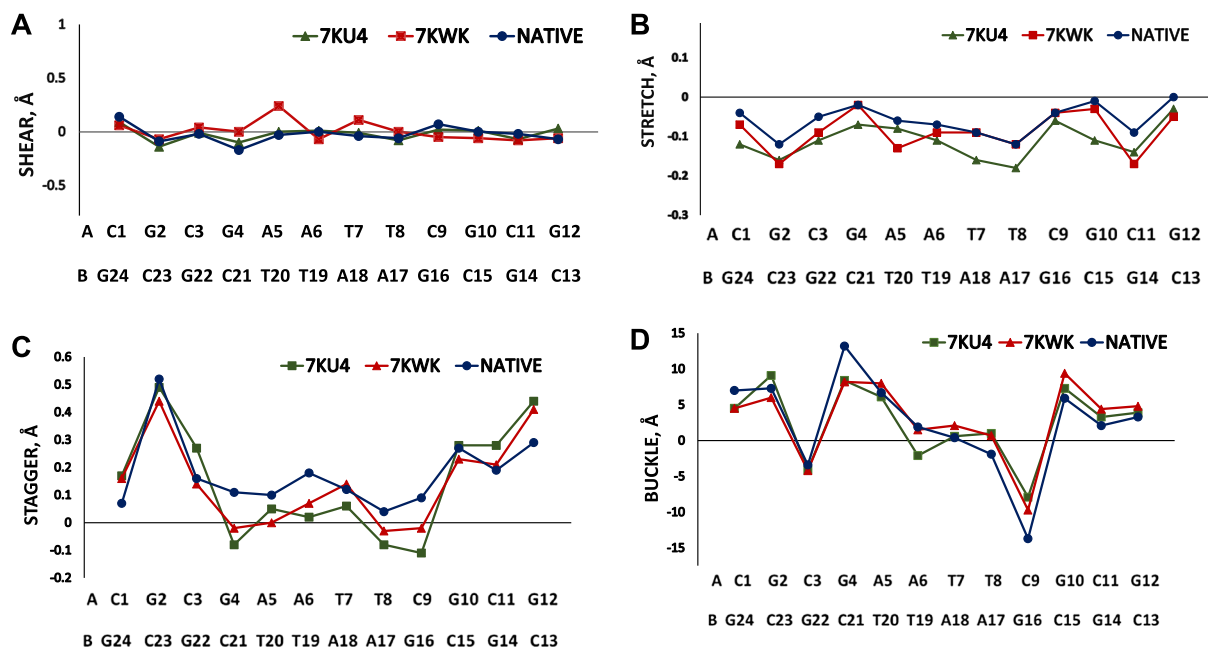 A
7KU4 7KWK NATIVE
1
0.5
0
-0.5
SHEAR, Å
A C1 G2 C3 G4 A5 A6 T7 T8 C9 G10 C11 G12
B G24 C23 G22 C21 T20 T19 A18 A17 G16 C15 G14 C13
B
7KU4 7KWK NATIVE
0.1
0
-0.1
-0.2
-0.3
STRETCH, Å
A C1 G2 C3 G4 A5 A6 T7 T8 C9 G10 C11 G12
B G24 C23 G22 C21 T20 T19 A18 A17 G16 C15 G14 C13
C
7KU4 7KWK NATIVE
0.6
0.5
0.4
0.3
0.2
0.1
0
-0.1
-0.2
STAGGER, Å
A C1 G2 C3 G4 A5 A6 T7 T8 C9 G10 C11 G12
B G24 C23 G22 C21 T20 T19 A18 A17 G16 C15 G14 C13
D
7KU4 7KWK NATIVE
15
10
5
0
-5
-10
-15
BUCKLE, Å
A C1 G2 C3 G4 A5 A6 T7 T8 C9 G10 C11 G12
B G24 C23 G22 C21 T20 T19 A18 A17 G16 C15 G14 C13